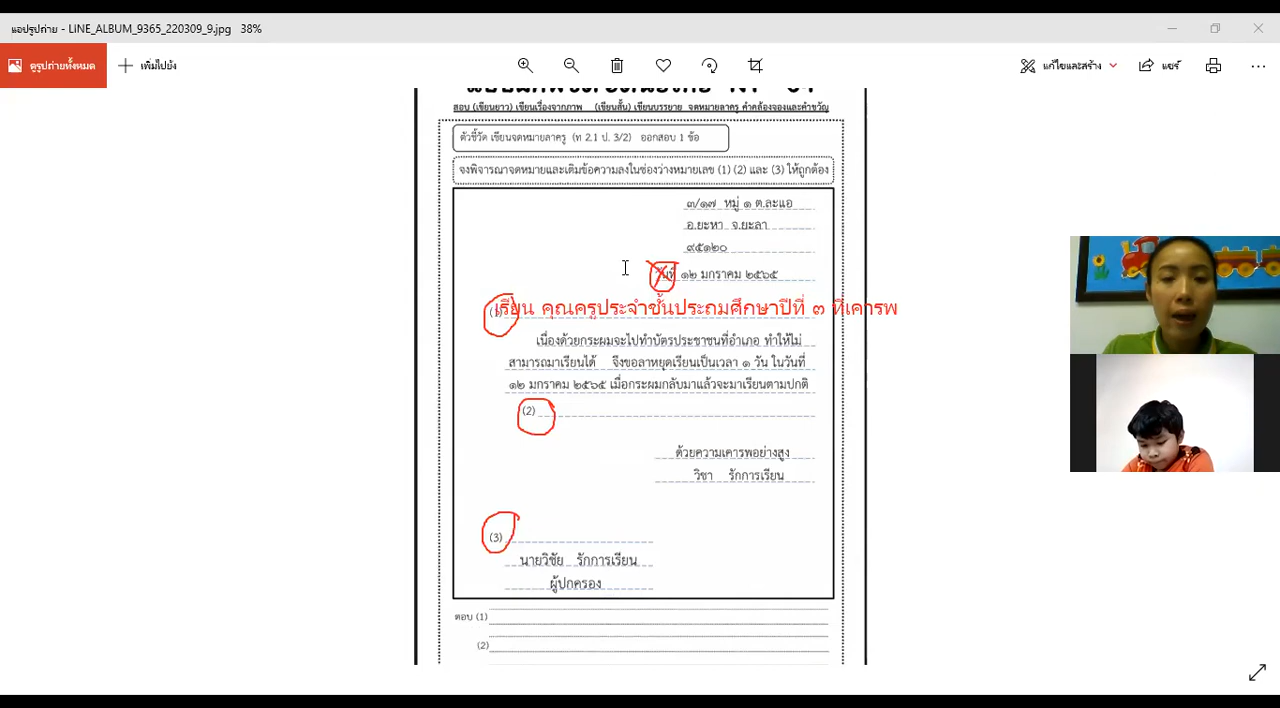 แอปรูปถ่าย - LINE_ALBUM_9365_220309_9.jpg 38%
ดูรูปถ่ายทั้งหมด
เพิ่มไปยัง
แก้ไขและสร้าง
แชร์
สอบ (เขียนยาว) เขียนเรื่องจากภาพ (เขียนสั้น) เขียนบรรยาย จดหมายลาครู คำคล้องจองและคำขวัญ
ตัวชี้วัด เขียนจดหมายลาครู (ท 2.1 ป. 3/2) ออกสอบ 1 ข้อ
จงพิจารณาจดหมายและเติมข้อความลงในช่องว่างหมายเลข (1) (2) และ (3) ให้ถูกต้อง
๓/๑๗ หมู่ ๑ ต.ละแอ
อ.ยะหา จ.ยะลา
๙๕๑๒๐
วันที่ ๑๒ มกราคม ๒๕๖๕
(1) เรียน คุณครูประจำชั้นประถมศึกษาปีที่ ๓ ที่เคารพ
เนื่องด้วยกระผมจะไปทำบัตรประชาชนที่อำเภอ ทำให้ไม่
สามารถมาเรียนได้ จึงขอลาหยุดเรียนเป็นเวลา ๑ วัน ในวันที่
๑๒ มกราคม ๒๕๖๕ เมื่อกระผมกลับมาแล้วจะมาเรียนตามปกติ
(2)
ด้วยความเคารพอย่างสูง
วิชา รักการเรียน
(3)
นายวิชัย รักการเรียน
ผู้ปกครอง
ตอบ (1)
(2)